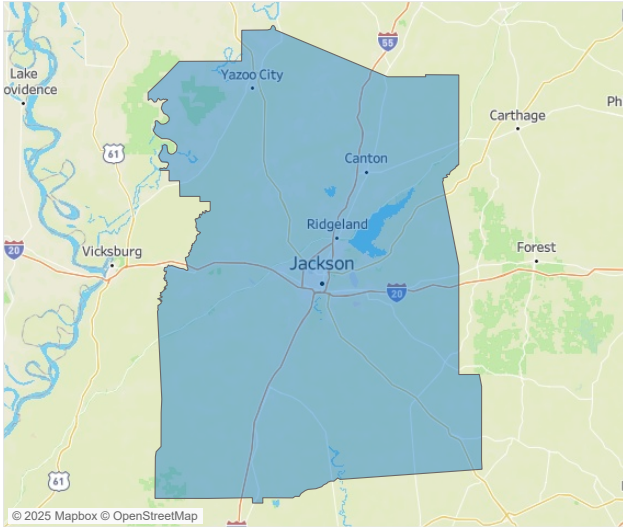 55
Lake
ovidence
Yazoo City
Carthage
Ph
61
Canton
Ridgeland
Vicksburg
Forest
20
Jackson
20
61
© 2025 Mapbox © OpenStreetMap